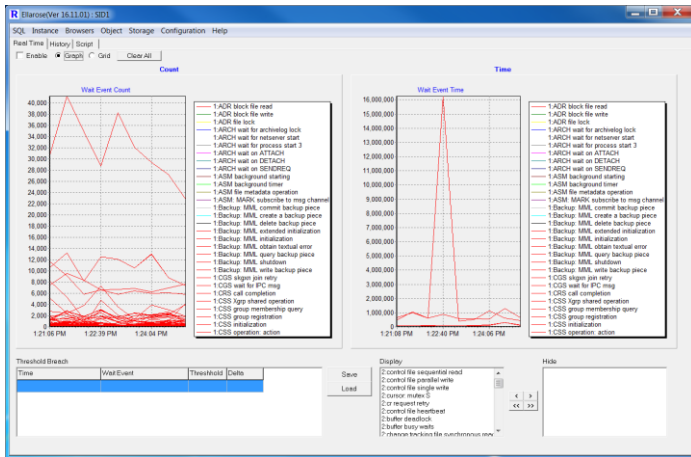 Ellarose(Ver 16.11.01) : SID1
SQL Instance Browsers Object Storage Configuration Help
Real Time History Script
Enable Graph Grid Clear All
Count
Wait Event Count
40,000
38,000
36,000
34,000
32,000
30,000
28,000
26,000
24,000
22,000
20,000
18,000
16,000
14,000
12,000
10,000
8,000
6,000
4,000
2,000
0
1:21:06 PM 1:22:39 PM 1:24:04 PM
1:ADR block file read
1:ADR block file write
1:ADR file lock
1:ARCH wait for archivelog lock
1:ARCH wait for netserver start
1:ARCH wait for process start 3
1:ARCH wait on ATTACH
1:ARCH wait on DETACH
1:ARCH wait on SENDREQ
1:ASM background starting
1:ASM background timer
1:ASM file metadata operation
1:ASM: MARK subscribe to msg channel
1:Backup: MML commit backup piece
1:Backup: MML create a backup piece
1:Backup: MML delete backup piece
1:Backup: MML extended initialization
1:Backup: MML initialization
1:Backup: MML obtain textual error
1:Backup: MML query backup piece
1:Backup: MML shutdown
1:Backup: MML write backup piece
1:CGS skgxn join retry
1:CGS wait for IPC msg
1:CRS call completion
1:CSS Xgrp shared operation
1:CSS group membership query
1:CSS group registration
1:CSS initialization
1:CSS operation: action
Time
Wait Event Time
16,000,000
15,000,000
14,000,000
13,000,000
12,000,000
11,000,000
10,000,000
9,000,000
8,000,000
7,000,000
6,000,000
5,000,000
4,000,000
3,000,000
2,000,000
1,000,000
0
1:21:08 PM 1:22:40 PM 1:24:06 PM
1:ADR block file read
1:ADR block file write
1:ADR file lock
1:ARCH wait for archivelog lock
1:ARCH wait for netserver start
1:ARCH wait for process start 3
1:ARCH wait on ATTACH
1:ARCH wait on DETACH
1:ARCH wait on SENDREQ
1:ASM background starting
1:ASM background timer
1:ASM file metadata operation
1:ASM: MARK subscribe to msg channel
1:Backup: MML commit backup piece
1:Backup: MML create a backup piece
1:Backup: MML delete backup piece
1:Backup: MML extended initialization
1:Backup: MML initialization
1:Backup: MML obtain textual error
1:Backup: MML query backup piece
1:Backup: MML shutdown
1:Backup: MML write backup piece
1:CGS skgxn join retry
1:CGS wait for IPC msg
1:CRS call completion
1:CSS Xgrp shared operation
1:CSS group membership query
1:CSS group registration
1:CSS initialization
1:CSS operation: action
Threshold Breach
Time Wait Event Threshhold Delta
Save
Load
Display
2:control file sequential read
2:control file parallel write
2:control file single write
2:cursor: mutex S
2:cr request retry
2:control file heartbeat
2:buffer deadlock
2:buffer busy waits
2:change tracking file synchronous read
< >
<< >>
Hide